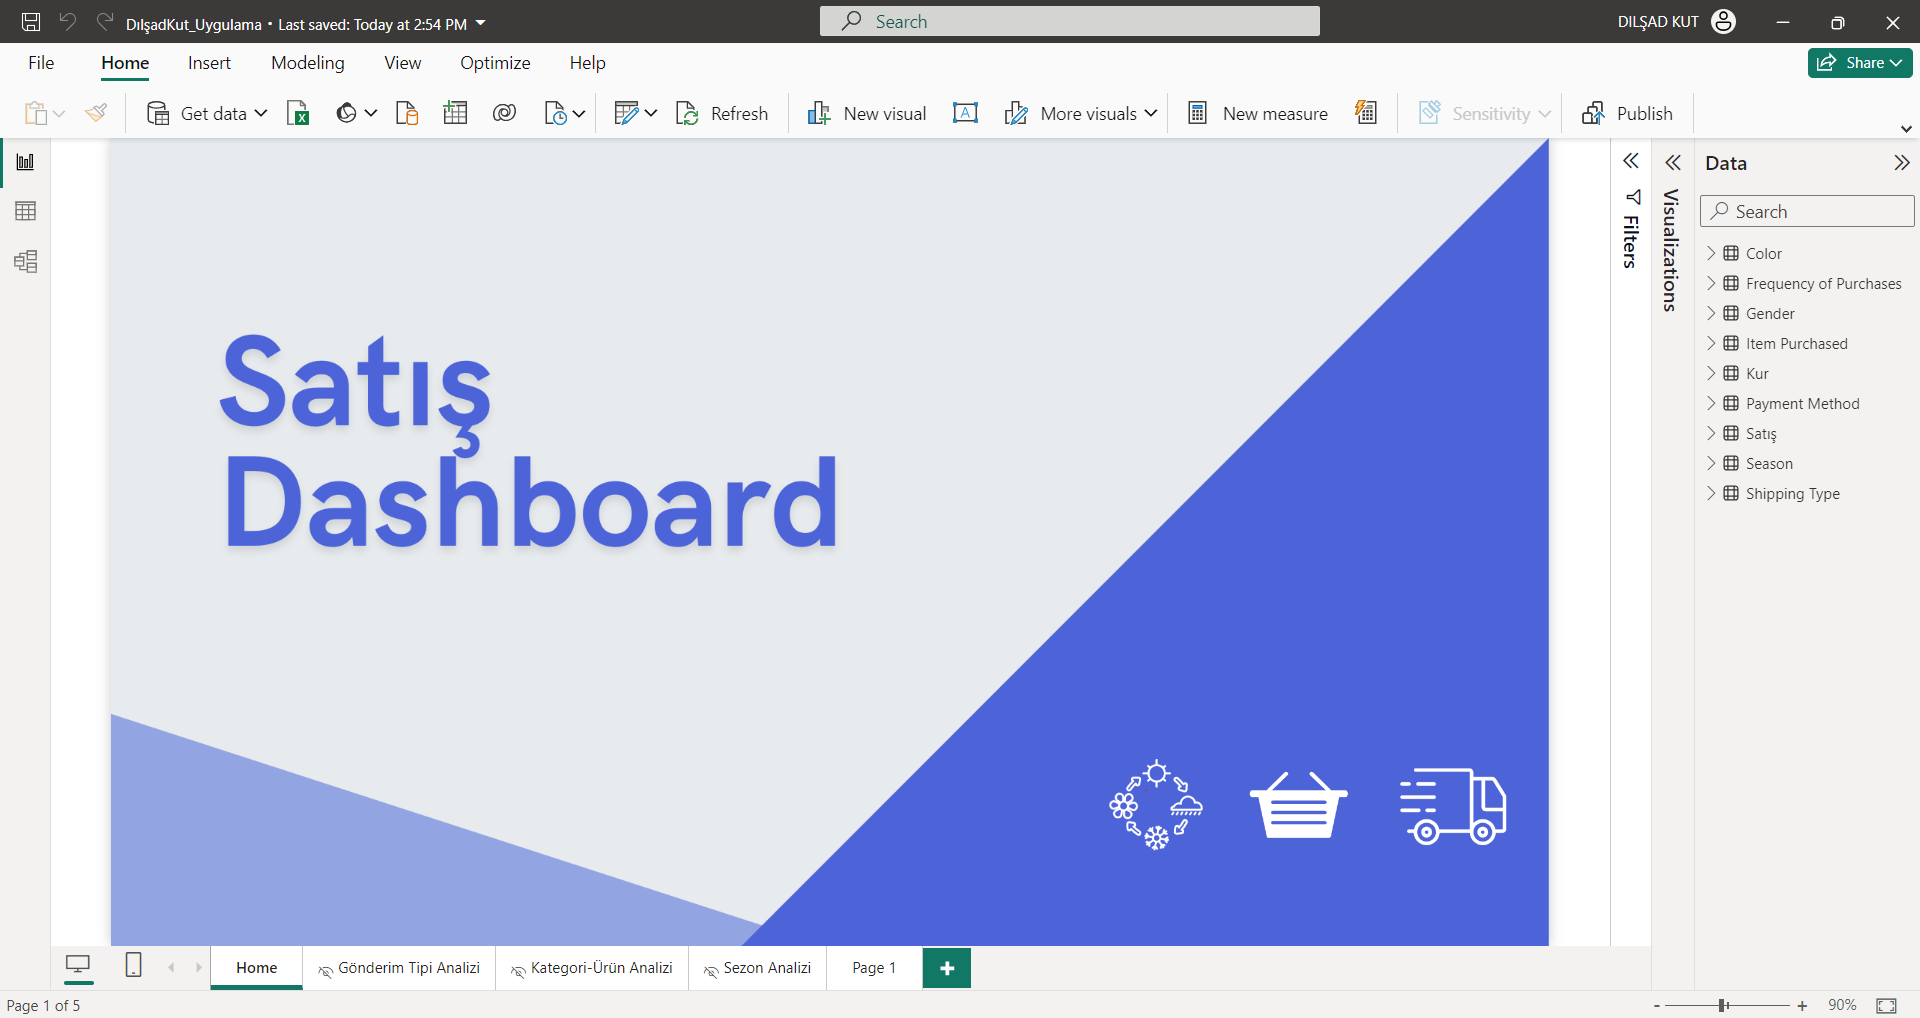 DılşadKut_Uygulama • Last saved: Today at 2:54 PM
Search
DILŞAD KUT
File
Home
Insert
Modeling
View
Optimize
Help
Share
Get data
Refresh
New visual
More visuals
New measure
Sensitivity
Publish
Satış
Dashboard
Filters
Visualizations
Data
Search
Color
Frequency of Purchases
Gender
Item Purchased
Kur
Payment Method
Satış
Season
Shipping Type
Home
Gönderim Tipi Analizi
Kategori-Ürün Analizi
Sezon Analizi
Page 1
Page 1 of 5
90%